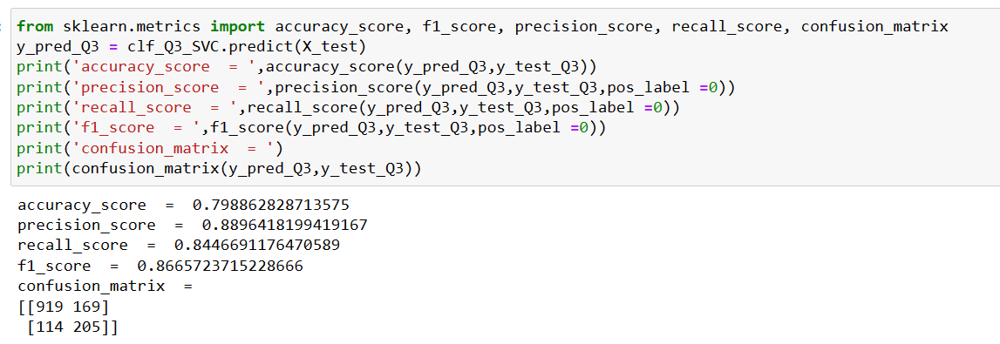 from sklearn.metrics import accuracy_score, f1_score, precision_score, recall_score, confusion_matrix
y_pred_Q3 = clf_Q3_SVC.predict(X_test)
print('accuracy_score  = ',accuracy_score(y_pred_Q3,y_test_Q3))
print('precision_score  = ',precision_score(y_pred_Q3,y_test_Q3,pos_label =0))
print('recall_score  = ',recall_score(y_pred_Q3,y_test_Q3,pos_label =0))
print('f1_score  = ',f1_score(y_pred_Q3,y_test_Q3,pos_label =0))
print('confusion_matrix  = ')
print(confusion_matrix(y_pred_Q3,y_test_Q3))
accuracy_score  =  0.798862828713575
precision_score  =  0.8896418199419167
recall_score  =  0.8446691176470589
f1_score  =  0.8665723715228666
confusion_matrix  =
[[919 169]
 [114 205]]